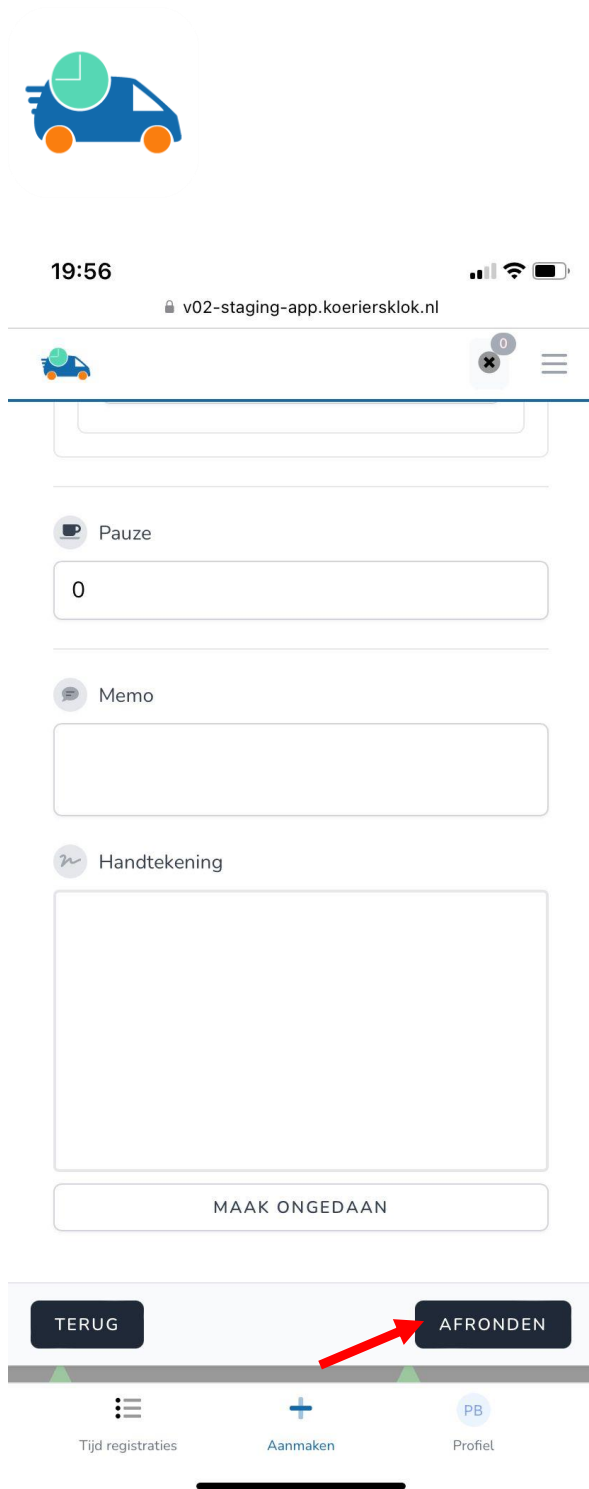 19:56
v02-staging-app.koeriersklok.nl
0
Pauze
0
Memo
Handtekening
MAAK ONGEDAAN
TERUG
AFRONDEN
PB
Tijd registraties
Aanmaken
Profiel